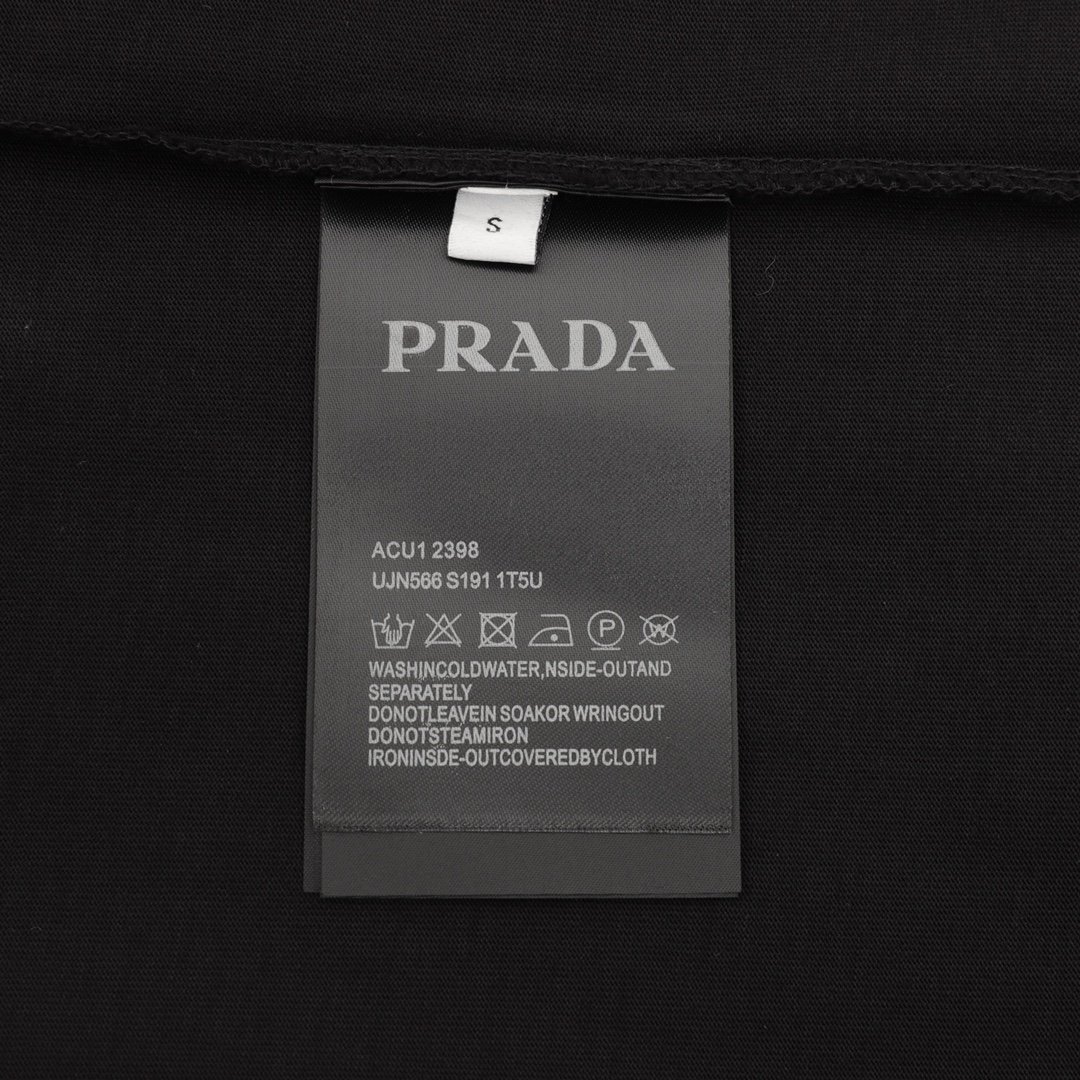 S
PRADA
ACU1 2398
UJN566 S191 1T5U
P
W
WASHINCOLDWATER,NSIDE-OUTAND
SEPARATELY
DONOTLEAVEIN SOAKOR WRINGOUT
DONOTSTEAMIRON
IRONINSDE-OUTCOVEREDBYCLOTH